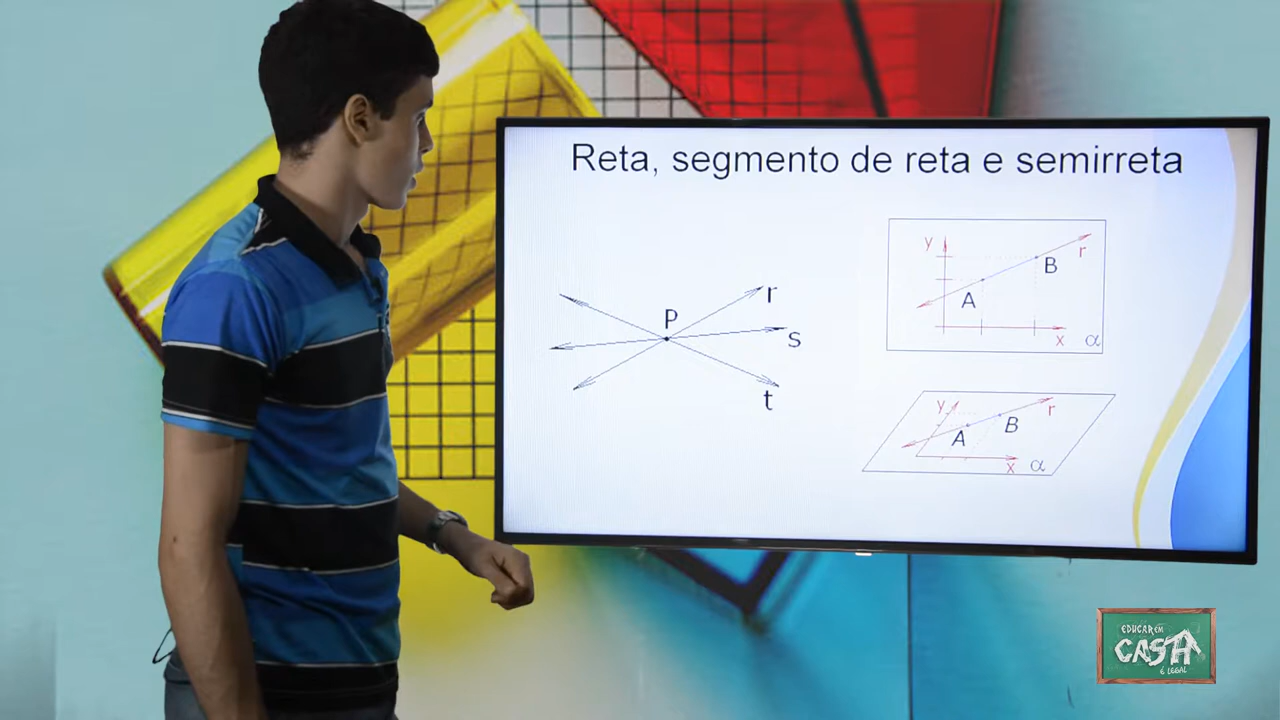 Reta, segmento de reta e semirreta
P
r
s
t
y
r
B
A
x
α
y
r
B
A
x
α
EDUCAR EM
CASA
É LEGAL